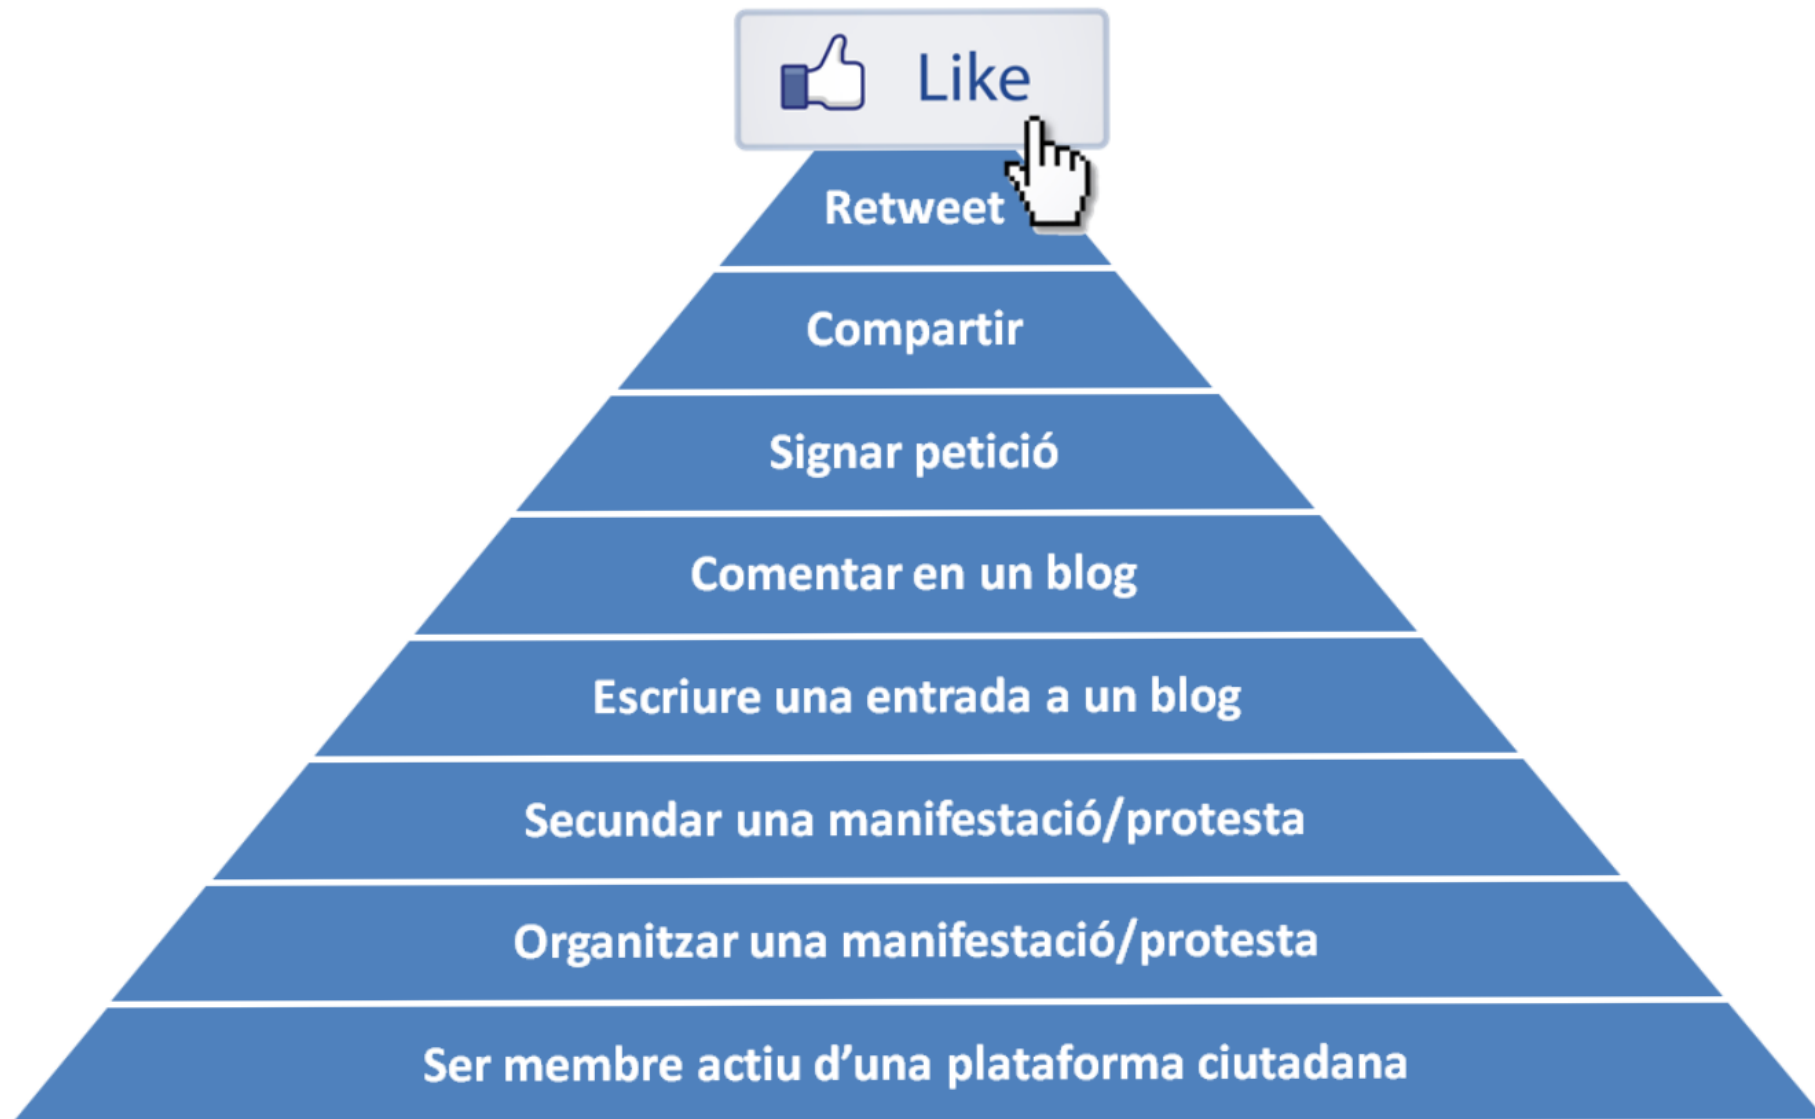 Like
Retweet
Compartir
Signar petició
Comentar en un blog
Escriure una entrada a un blog
Secundar una manifestació/protesta
Organitzar una manifestació/protesta
Ser membre actiu d’una plataforma ciutadana